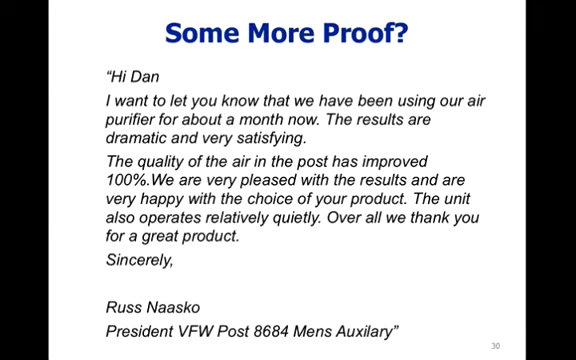 Some More Proof?
“Hi Dan
I want to let you know that we have been using our air
purifier for about a month now. The results are
dramatic and very satisfying.
The quality of the air in the post has improved
100%.We are very pleased with the results and are
very happy with the choice of your product. The unit
also operates relatively quietly. Over all we thank you
for a great product.
Sincerely,
Russ Naasko
President VFW Post 8684 Mens Auxilary”
30